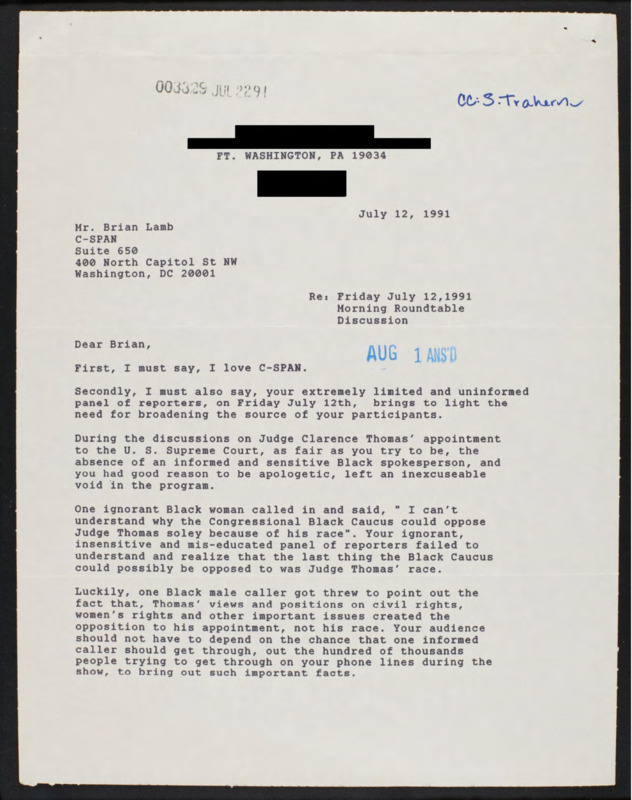 003329 JUL 22 91
CC: S. Trahern
FT. WASHINGTON, PA 19034
July 12, 1991
Mr. Brian Lamb
C-SPAN
Suite 650
400 North Capitol St NW
Washington, DC 20001
Re: Friday July 12,1991
Morning Roundtable
Discussion
Dear Brian,
AUG 1 ANS'D
First, I must say, I love C-SPAN.
Secondly, I must also say, your extremely limited and uninformed
panel of reporters, on Friday July 12th, brings to light the
need for broadening the source of your participants.
During the discussions on Judge Clarence Thomas' appointment
to the U. S. Supreme Court, as fair as you try to be, the
absence of an informed and sensitive Black spokesperson, and
you had good reason to be apologetic, left an inexcuseable
void in the program.
One ignorant Black woman called in and said, " I can't
understand why the Congressional Black Caucus could oppose
Judge Thomas soley because of his race". Your ignorant,
insensitive and mis-educated panel of reporters failed to
understand and realize that the last thing the Black Caucus
could possibly be opposed to was Judge Thomas' race.
Luckily, one Black male caller got threw to point out the
fact that, Thomas' views and positions on civil rights,
women's rights and other important issues created the
opposition to his appointment, not his race. Your audience
should not have to depend on the chance that one informed
caller should get through, out the hundred of thousands
people trying to get through on your phone lines during the
show, to bring out such important facts.